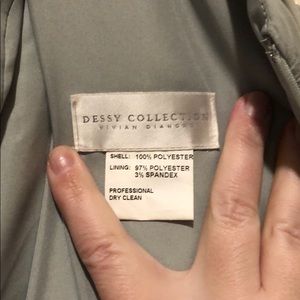 DESSY COLLECTION
VIVIAN DIAMOND
SHELL: 100% POLYESTER
LINING: 97% POLYESTER
3% SPANDEX
PROFESSIONAL
DRY CLEAN